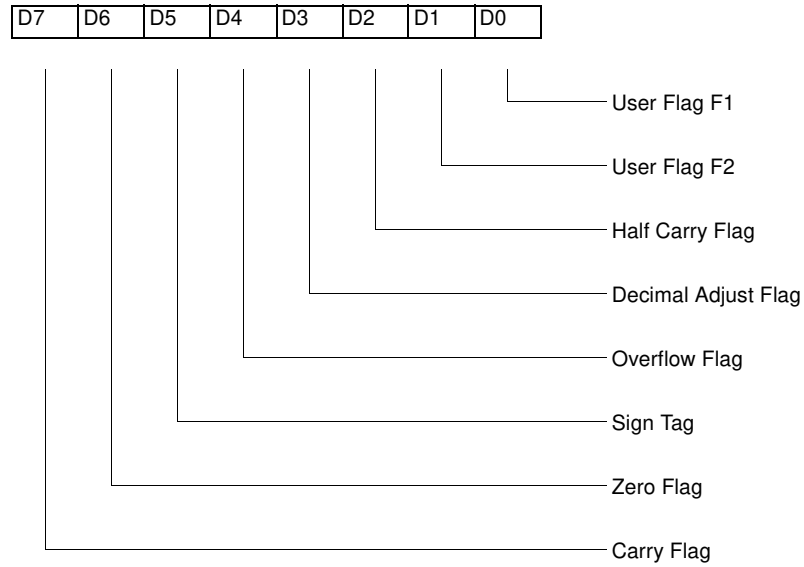 D7 D6 D5 D4 D3 D2 D1 D0
User Flag F1
User Flag F2
Half Carry Flag
Decimal Adjust Flag
Overflow Flag
Sign Tag
Zero Flag
Carry Flag